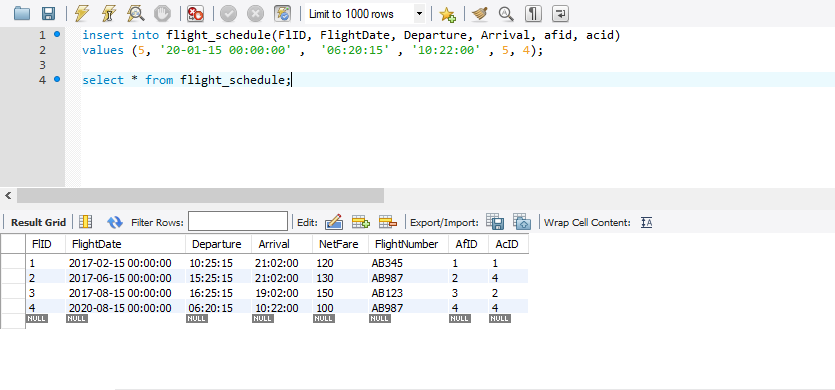 Limit to 1000 rows
1 insert into flight_schedule(FlID, FlightDate, Departure, Arrival, afid, acid)
2 values (5, '20-01-15 00:00:00' ,  '06:20:15' , '10:22:00' , 5, 4);
3
4 select * from flight_schedule;
Result Grid Filter Rows: Edit: Export/Import: Wrap Cell Content: IA
FlID FlightDate Departure Arrival NetFare FlightNumber AfID AcID
1 2017-02-15 00:00:00 10:25:15 21:02:00 120 AB345 1 1
2 2017-06-15 00:00:00 15:25:15 21:02:00 130 AB987 2 4
3 2017-08-15 00:00:00 16:25:15 19:02:00 150 AB123 3 2
4 2020-08-15 00:00:00 06:20:15 10:22:00 100 AB987 4 4
NULL NULL NULL NULL NULL NULL NULL NULL